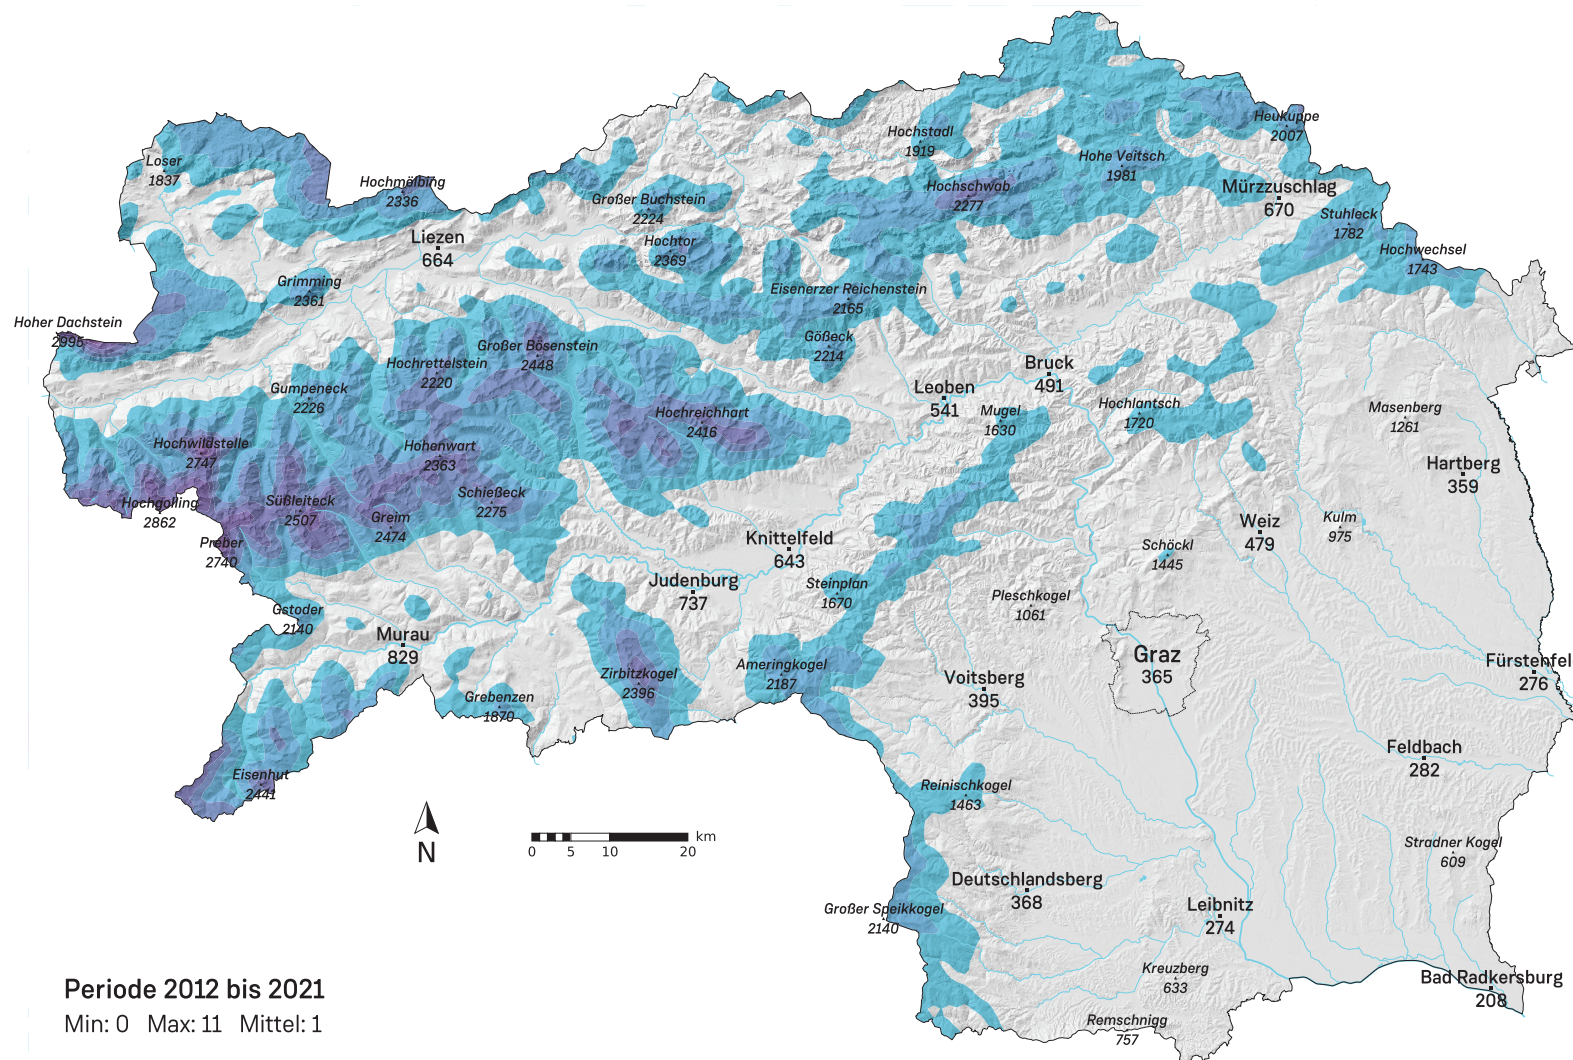 Heukuppe
2007
Hochstadl
1919
Loser
1837
Hohe Veitsch
1981
Hochmölbing
2336
Hochschwab
2277
Mürzzuschlag
670
Großer Buchstein
2224
Stuhleck
1782
Liezen
664
Hochtor
2369
Hochwechsel
1743
Grimming
2361
Eisenerzer Reichenstein
2165
Hoher Dachstein
2995
Gößeck
2214
Großer Bösenstein
2448
Hochrettelstein
2220
Bruck
491
Gumpeneck
2226
Leoben
541
Hochlantsch
1720
Masenberg
1261
Mugel
1630
Hochreichhart
2416
Hochwildstelle
2747
Hohenwart
2363
Hartberg
359
Hochgolling
2862
Süßleiteck
2507
Schießeck
2275
Greim
2474
Weiz
479
Kulm
975
Preber
2740
Knittelfeld
643
Schöckl
1445
Judenburg
737
Steinplan
1670
Pleschkogel
1061
Gstoder
2140
Murau
829
Graz
365
Fürstenfel
276
Zirbitzkogel
2396
Ameringkogel
2187
Voitsberg
395
Grebenzen
1870
Feldbach
282
Eisenhut
2441
Reinischkogel
1463
km
0 5 10 20
N
Stradner Kogel
609
Deutschlandsberg
368
Großer Speikkogel
2140
Leibnitz
274
Kreuzberg
633
Bad Radkersburg
208
Remschnigg
757
Periode 2012 bis 2021
Min: 0 Max: 11 Mittel: 1